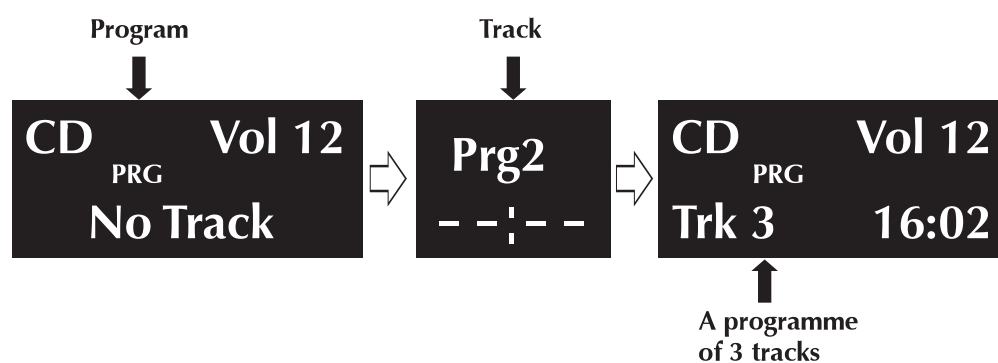 Program
CD Vol 12
PRG
No Track
Track
Prg2
– – ¦ – –
CD Vol 12
PRG
Trk 3 16:02
A programme
of 3 tracks